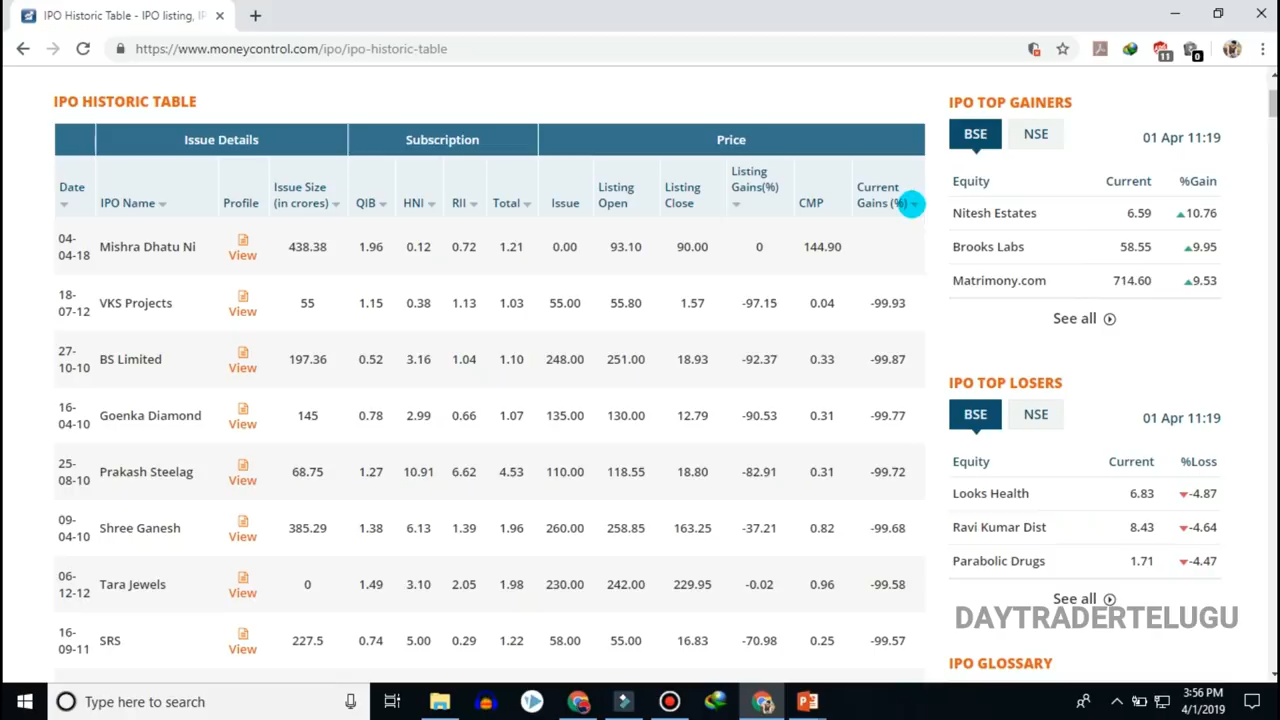 IPO Historic Table - IPO listing, IP
https://www.moneycontrol.com/ipo/ipo-historic-table
11
0
IPO HISTORIC TABLE
Issue Details Subscription Price
Date IPO Name Profile Issue Size (in crores) QIB HNI RII Total Issue Listing Open Listing Close Listing Gains(%) CMP Current Gains (%)
04-04-18 Mishra Dhatu Ni View 438.38 1.96 0.12 0.72 1.21 0.00 93.10 90.00 0 144.90
18-07-12 VKS Projects View 55 1.15 0.38 1.13 1.03 55.00 55.80 1.57 -97.15 0.04 -99.93
27-10-10 BS Limited View 197.36 0.52 3.16 1.04 1.10 248.00 251.00 18.93 -92.37 0.33 -99.87
16-04-10 Goenka Diamond View 145 0.78 2.99 0.66 1.07 135.00 130.00 12.79 -90.53 0.31 -99.77
25-08-10 Prakash Steelag View 68.75 1.27 10.91 6.62 4.53 110.00 118.55 18.80 -82.91 0.31 -99.72
09-04-10 Shree Ganesh View 385.29 1.38 6.13 1.39 1.96 260.00 258.85 163.25 -37.21 0.82 -99.68
06-12-12 Tara Jewels View 0 1.49 3.10 2.05 1.98 230.00 242.00 229.95 -0.02 0.96 -99.58
16-09-11 SRS View 227.5 0.74 5.00 0.29 1.22 58.00 55.00 16.83 -70.98 0.25 -99.57
IPO TOP GAINERS
BSE NSE 01 Apr 11:19
Equity Current %Gain
Nitesh Estates 6.59 10.76
Brooks Labs 58.55 9.95
Matrimony.com 714.60 9.53
See all
IPO TOP LOSERS
BSE NSE 01 Apr 11:19
Equity Current %Loss
Looks Health 6.83 -4.87
Ravi Kumar Dist 8.43 -4.64
Parabolic Drugs 1.71 -4.47
See all
DAYTRADERTELUGU
IPO GLOSSARY
Type here to search
3:56 PM
4/1/2019